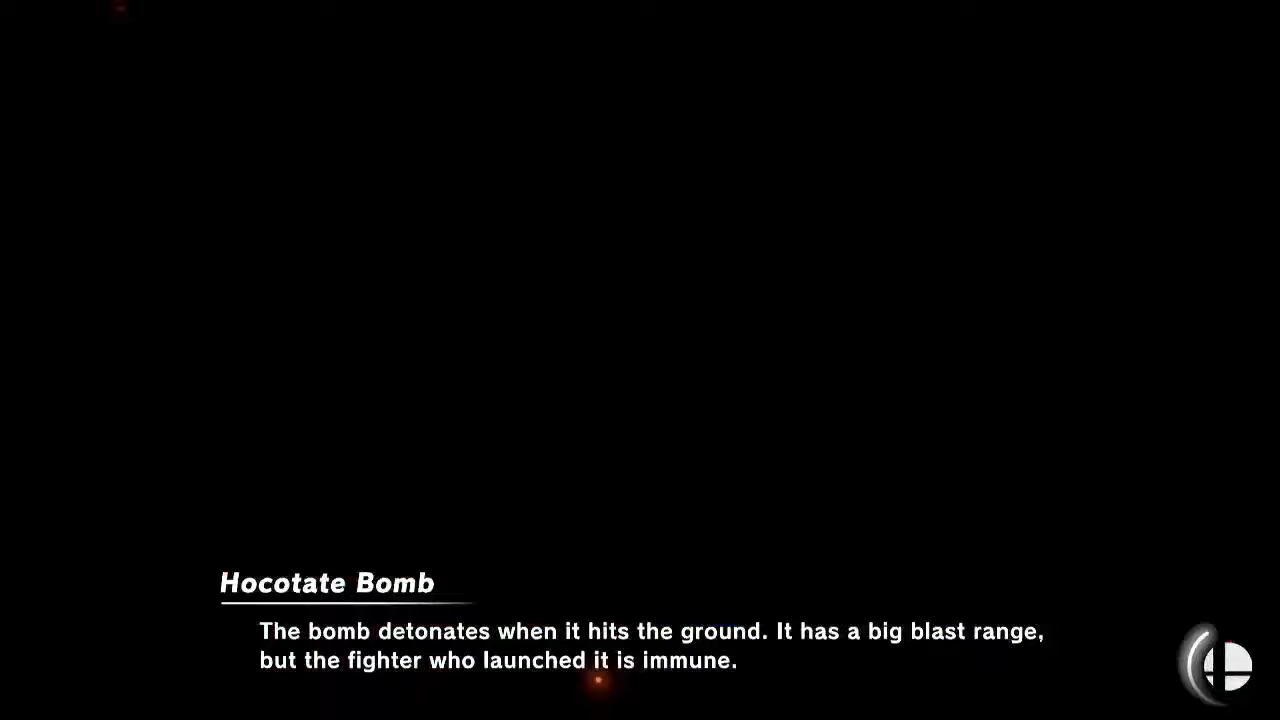 Hocotate Bomb
The bomb detonates when it hits the ground. It has a big blast range,
but the fighter who launched it is immune.